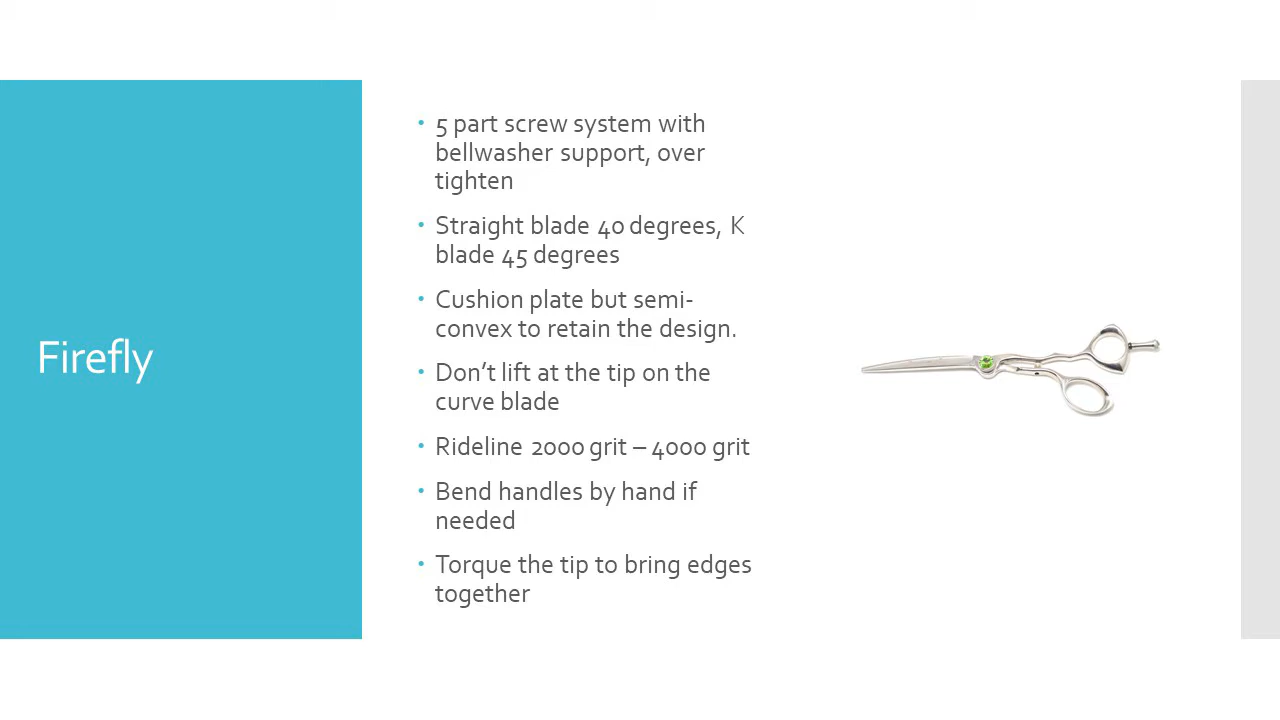 Firefly
• 5 part screw system with
bellwasher support, over
tighten
• Straight blade 40 degrees, K
blade 45 degrees
• Cushion plate but semi-
convex to retain the design.
• Don’t lift at the tip on the
curve blade
• Rideline 2000 grit – 4000 grit
• Bend handles by hand if
needed
• Torque the tip to bring edges
together